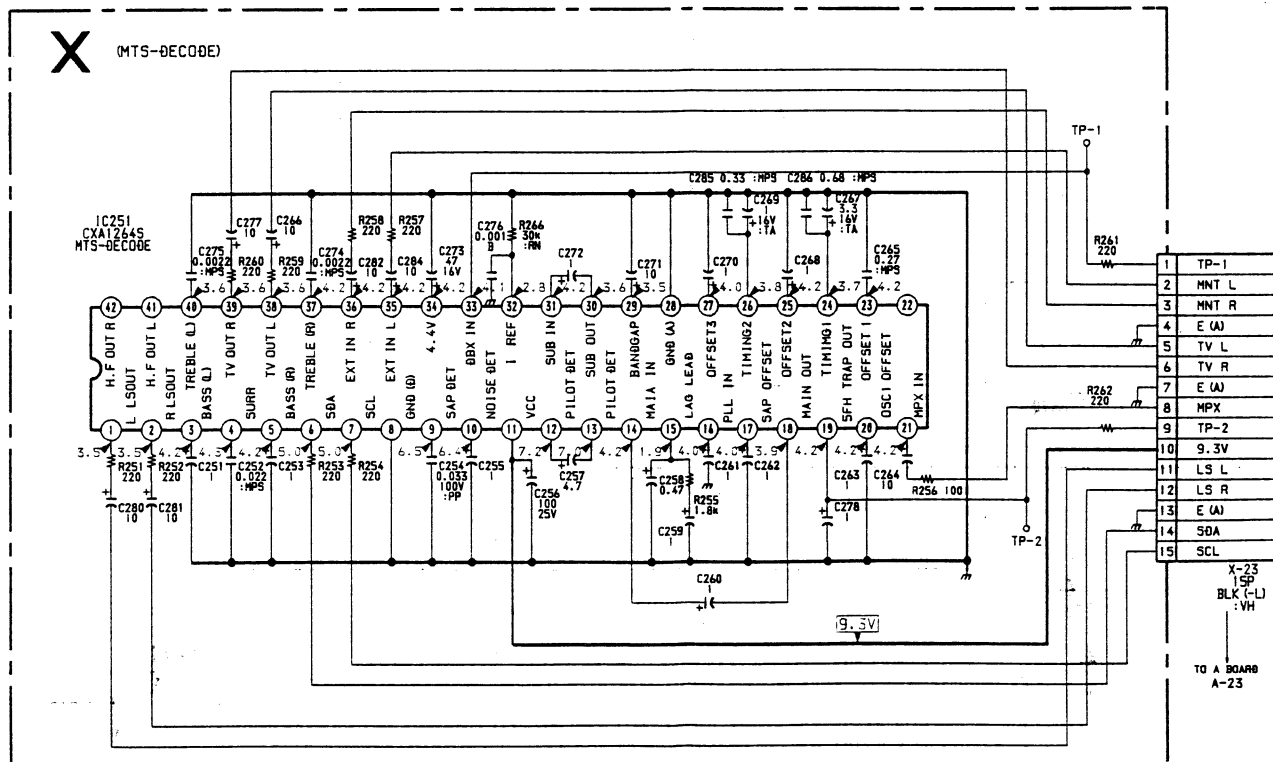 X (MTS-DECODE)
TP-1
C285 0.33 :MPS
C286 0.68 :MPS
IC251
CXA1264S
MTS-DECODE
C275
0.0022
:MPS
C277
10
R260
220
C266
10
R259
220
C274
0.0022
:MPS
R258
220
C282
10
R257
220
C284
10
C273
47
16V
C276
0.001
B
R266
30k
:RN
C272
1
C271
10
C270
1
C269
1
16V
:TA
C268
1
C267
3.3
16V
:TA
C265
0.27
:MPS
R261
220
3.6
3.6
3.6
4.2
4.2
4.2
4.2
2.8
4.2
3.6
3.5
4.0
3.8
4.2
3.7
4.2
42
41
40
39
38
37
36
35
34
33
32
31
30
29
28
27
26
25
24
23
22
H.F OUT R
H.F OUT L
TREBLE (L)
TV OUT R
TV OUT L
TREBLE (R)
EXT IN R
EXT IN L
4.4V
DBX IN
I REF
SUB IN
SUB OUT
BANDGAP
GND (A)
OFFSET3
TIMING2
OFFSET2
TIMING1
OFFSET 1
L LSOUT
R LSOUT
BASS (L)
SURR
BASS (R)
SDA
SCL
GND(D)
SAP DET
NOISE DET
VCC
PILOT DET
PILOT DET
MAIA IN
LAG LEAD
PLL IN
SAP OFFSET
MAIN OUT
SFH TRAP OUT
OSCI OFFSET
MPX IN
1
2
3
4
5
6
7
8
9
10
11
12
13
14
15
16
17
18
19
20
21
3.5
3.5
4.2
4.3
4.2
5.0
5.0
6.5
6.4
7.2
4.2
1.9
4.0
4.0
3.9
4.2
4.2
R251
220
R252
220
C251
1
C252
0.022
:MPS
C253
1
R253
220
R254
220
C254
0.033
100V
:PP
C255
1
C256
100
25V
C257
4.7
C258
0.47
R255
1.8k
C259
1
C261
1
C262
1
C263
1
C264
10
R256 100
C278
1
C280
10
C281
10
C260
1
TP-2
9.3V
R262
220
1 TP-1
2 MNT L
3 MNT R
4 E (A)
5 TV L
6 TV R
7 E (A)
8 MPX
9 TP-2
10 9.3V
11 LS L
12 LS R
13 E (A)
14 SDA
15 SCL
X-23
15P
BLK (-L)
:VH
TO A BOARD
A-23